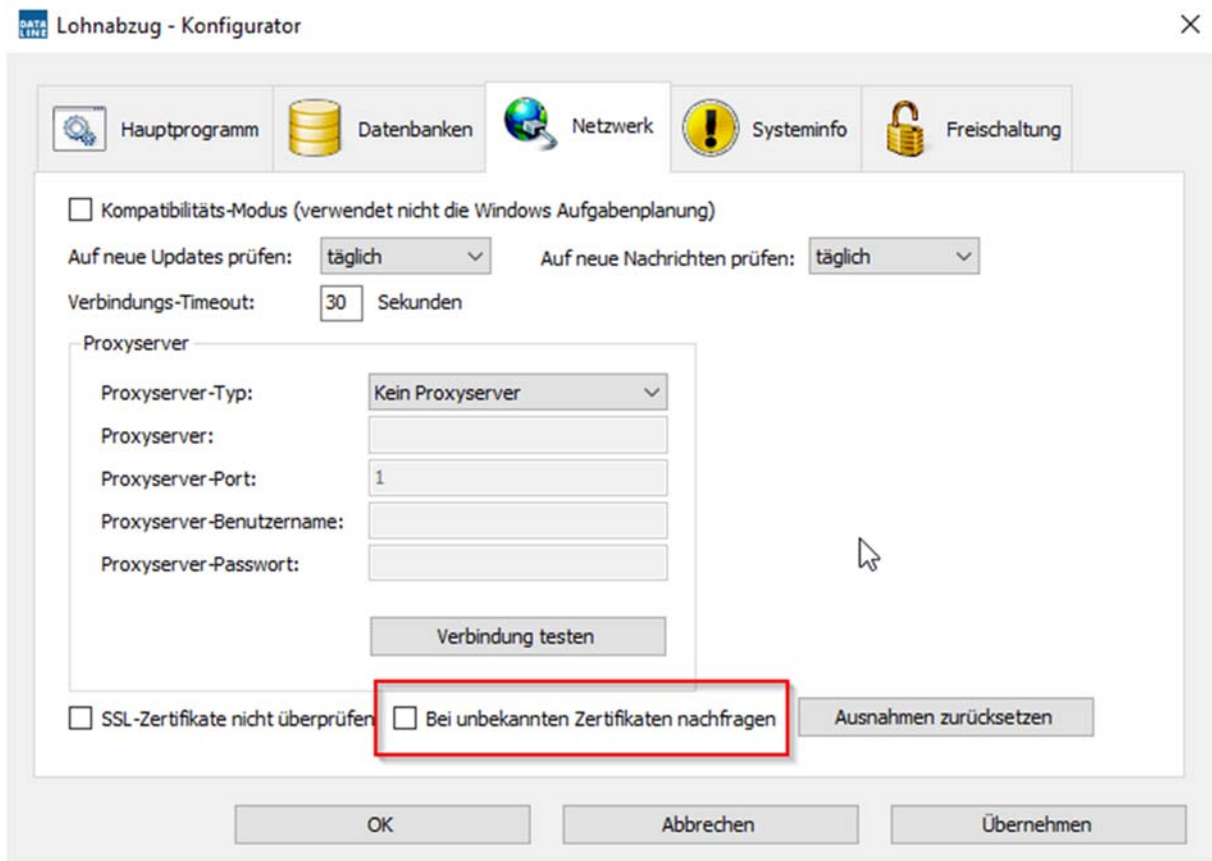 DATA LINE Lohnabzug - Konfigurator
Hauptprogramm Datenbanken Netzwerk Systeminfo Freischaltung
Kompatibilitäts-Modus (verwendet nicht die Windows Aufgabenplanung)
Auf neue Updates prüfen: täglich Auf neue Nachrichten prüfen: täglich
Verbindungs-Timeout: 30 Sekunden
Proxyserver
Proxyserver-Typ: Kein Proxyserver
Proxyserver:
Proxyserver-Port: 1
Proxyserver-Benutzername:
Proxyserver-Passwort:
Verbindung testen
SSL-Zertifikate nicht überprüfen Bei unbekannten Zertifikaten nachfragen Ausnahmen zurücksetzen
OK Abbrechen Übernehmen